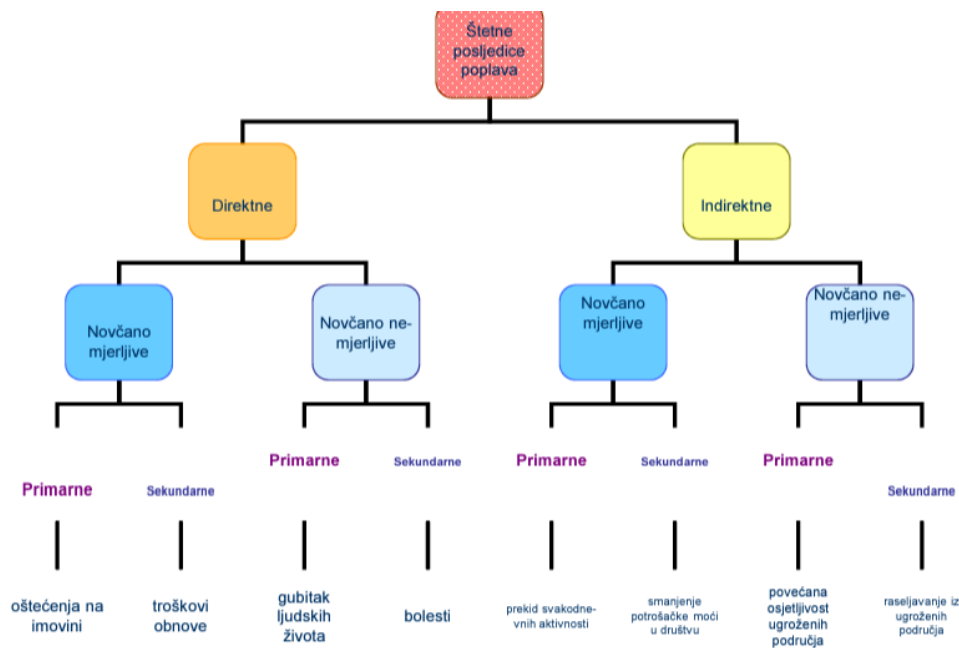 Štetne
posljedice
poplava
Direktne
Indirektne
Novčano
mjerljive
Novčano ne-
mjerljive
Novčano
mjerljive
Novčano ne-
mjerljive
Primarne
Sekundarne
Primarne
Sekundarne
Primarne
Sekundarne
Primarne
Sekundarne
oštećenja na
imovini
troškovi
obnove
gubitak
ljudskih
života
bolesti
prekid svakodne-
vnih aktivnosti
smanjenje
potrošačke moći
u društvu
povećana
osjetljivost
ugroženih
područja
raseljavanje iz
ugroženih
područja